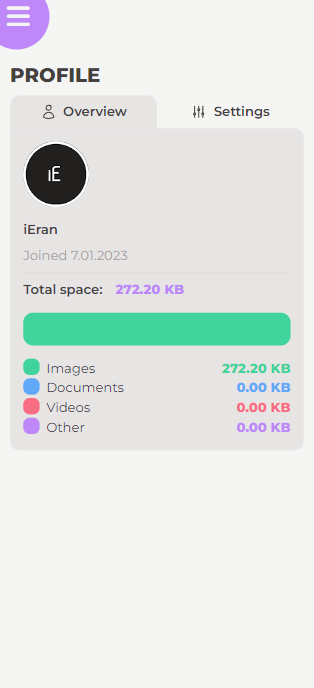 PROFILE
Overview Settings
iE
iEran
Joined 7.01.2023
Total space: 272.20 KB
Images 272.20 KB
Documents 0.00 KB
Videos 0.00 KB
Other 0.00 KB